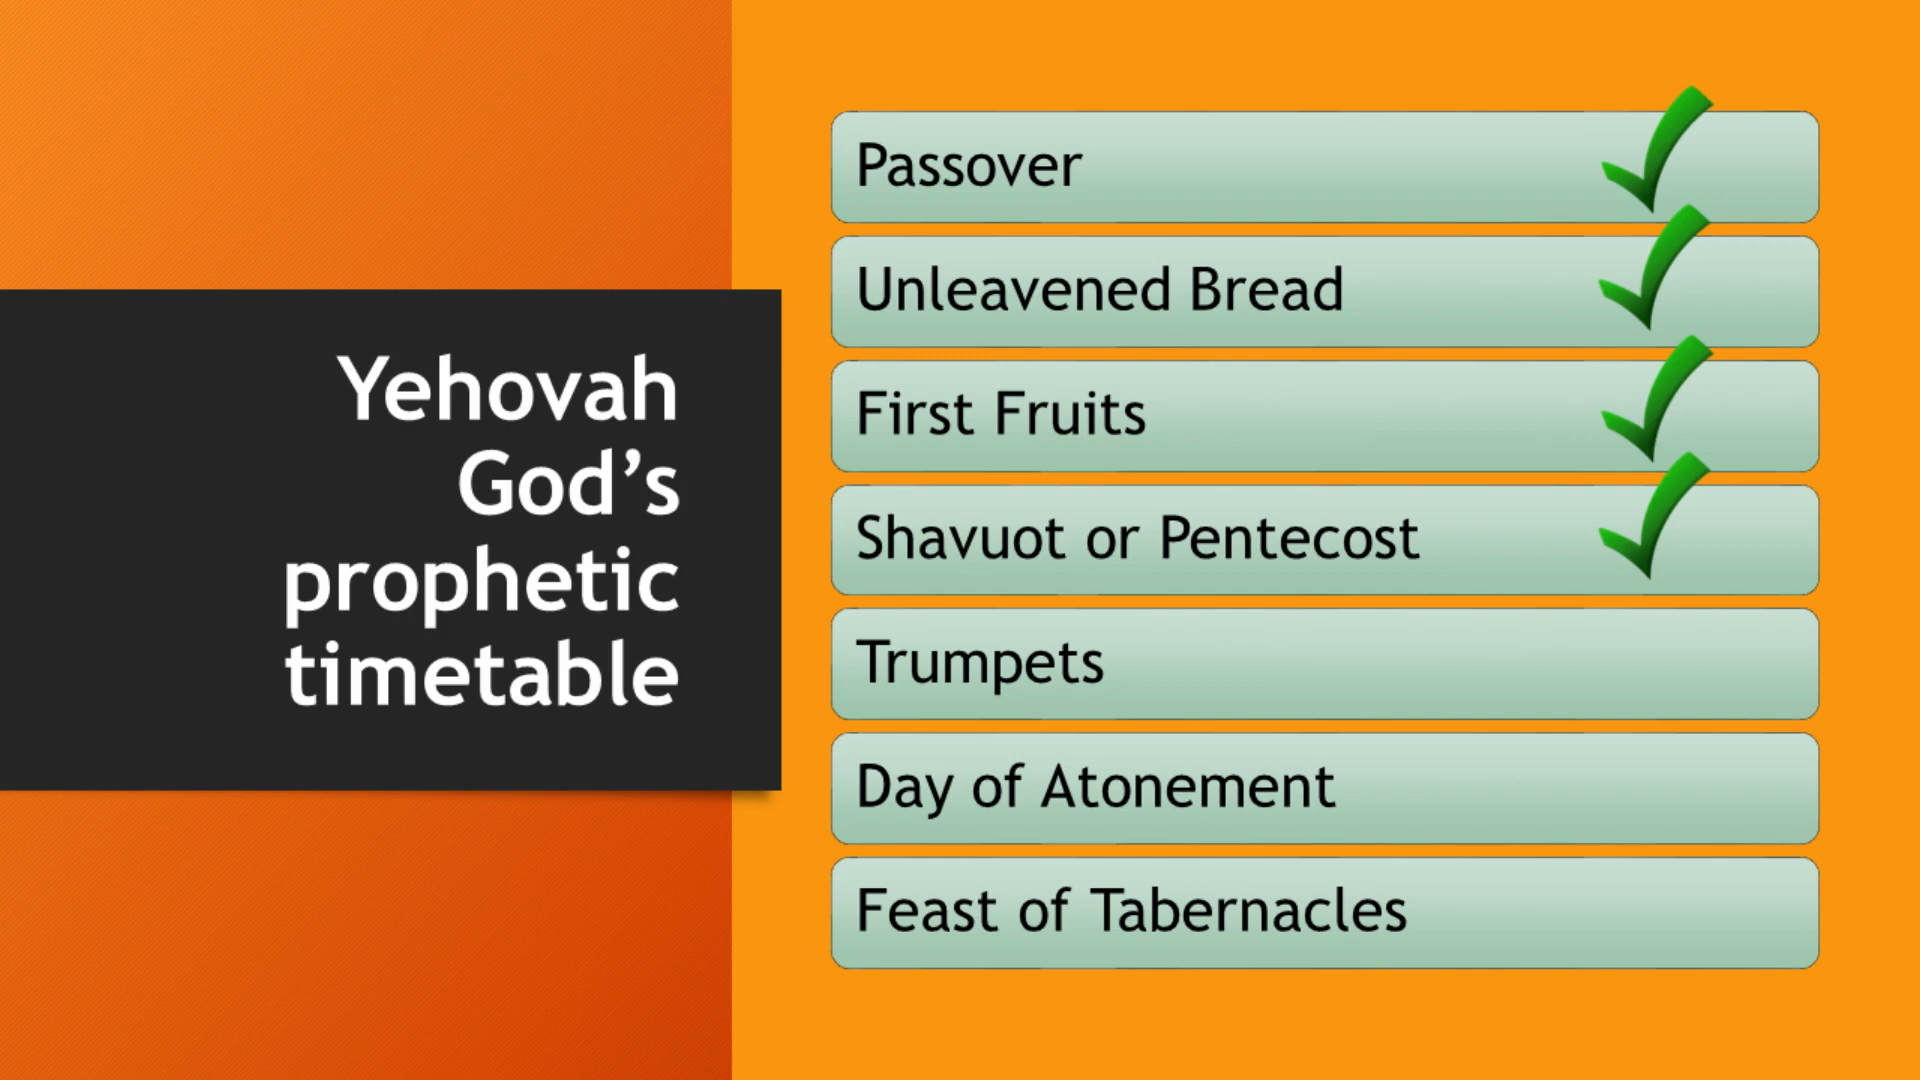 Yehovah
God’s
prophetic
timetable
Passover
Unleavened Bread
First Fruits
Shavuot or Pentecost
Trumpets
Day of Atonement
Feast of Tabernacles